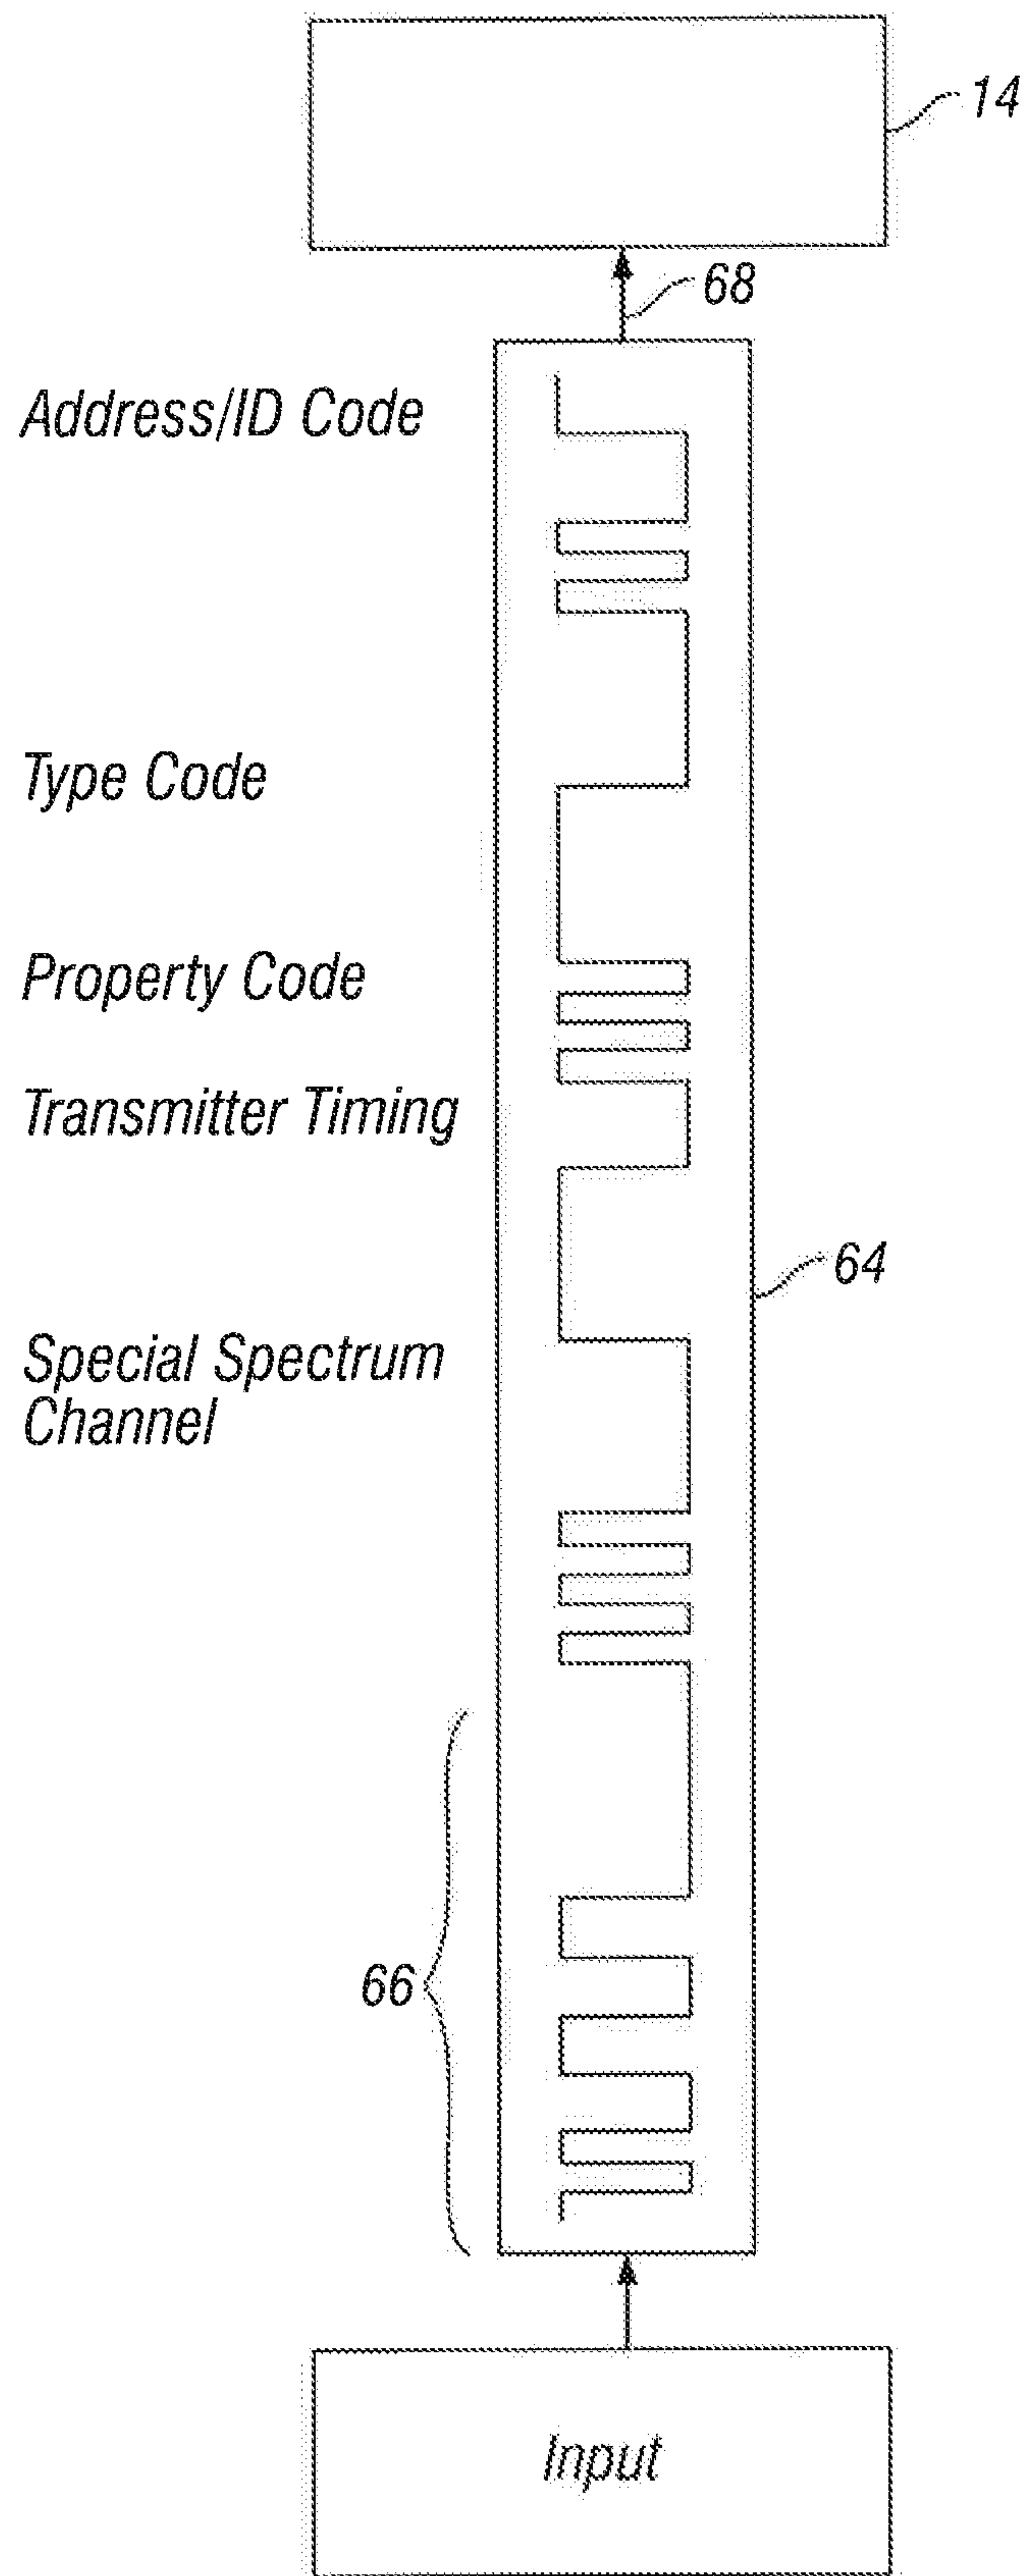 14
68
Address/ID Code
Type Code
Property Code
Transmitter Timing
64
Special Spectrum
Channel
66
Input